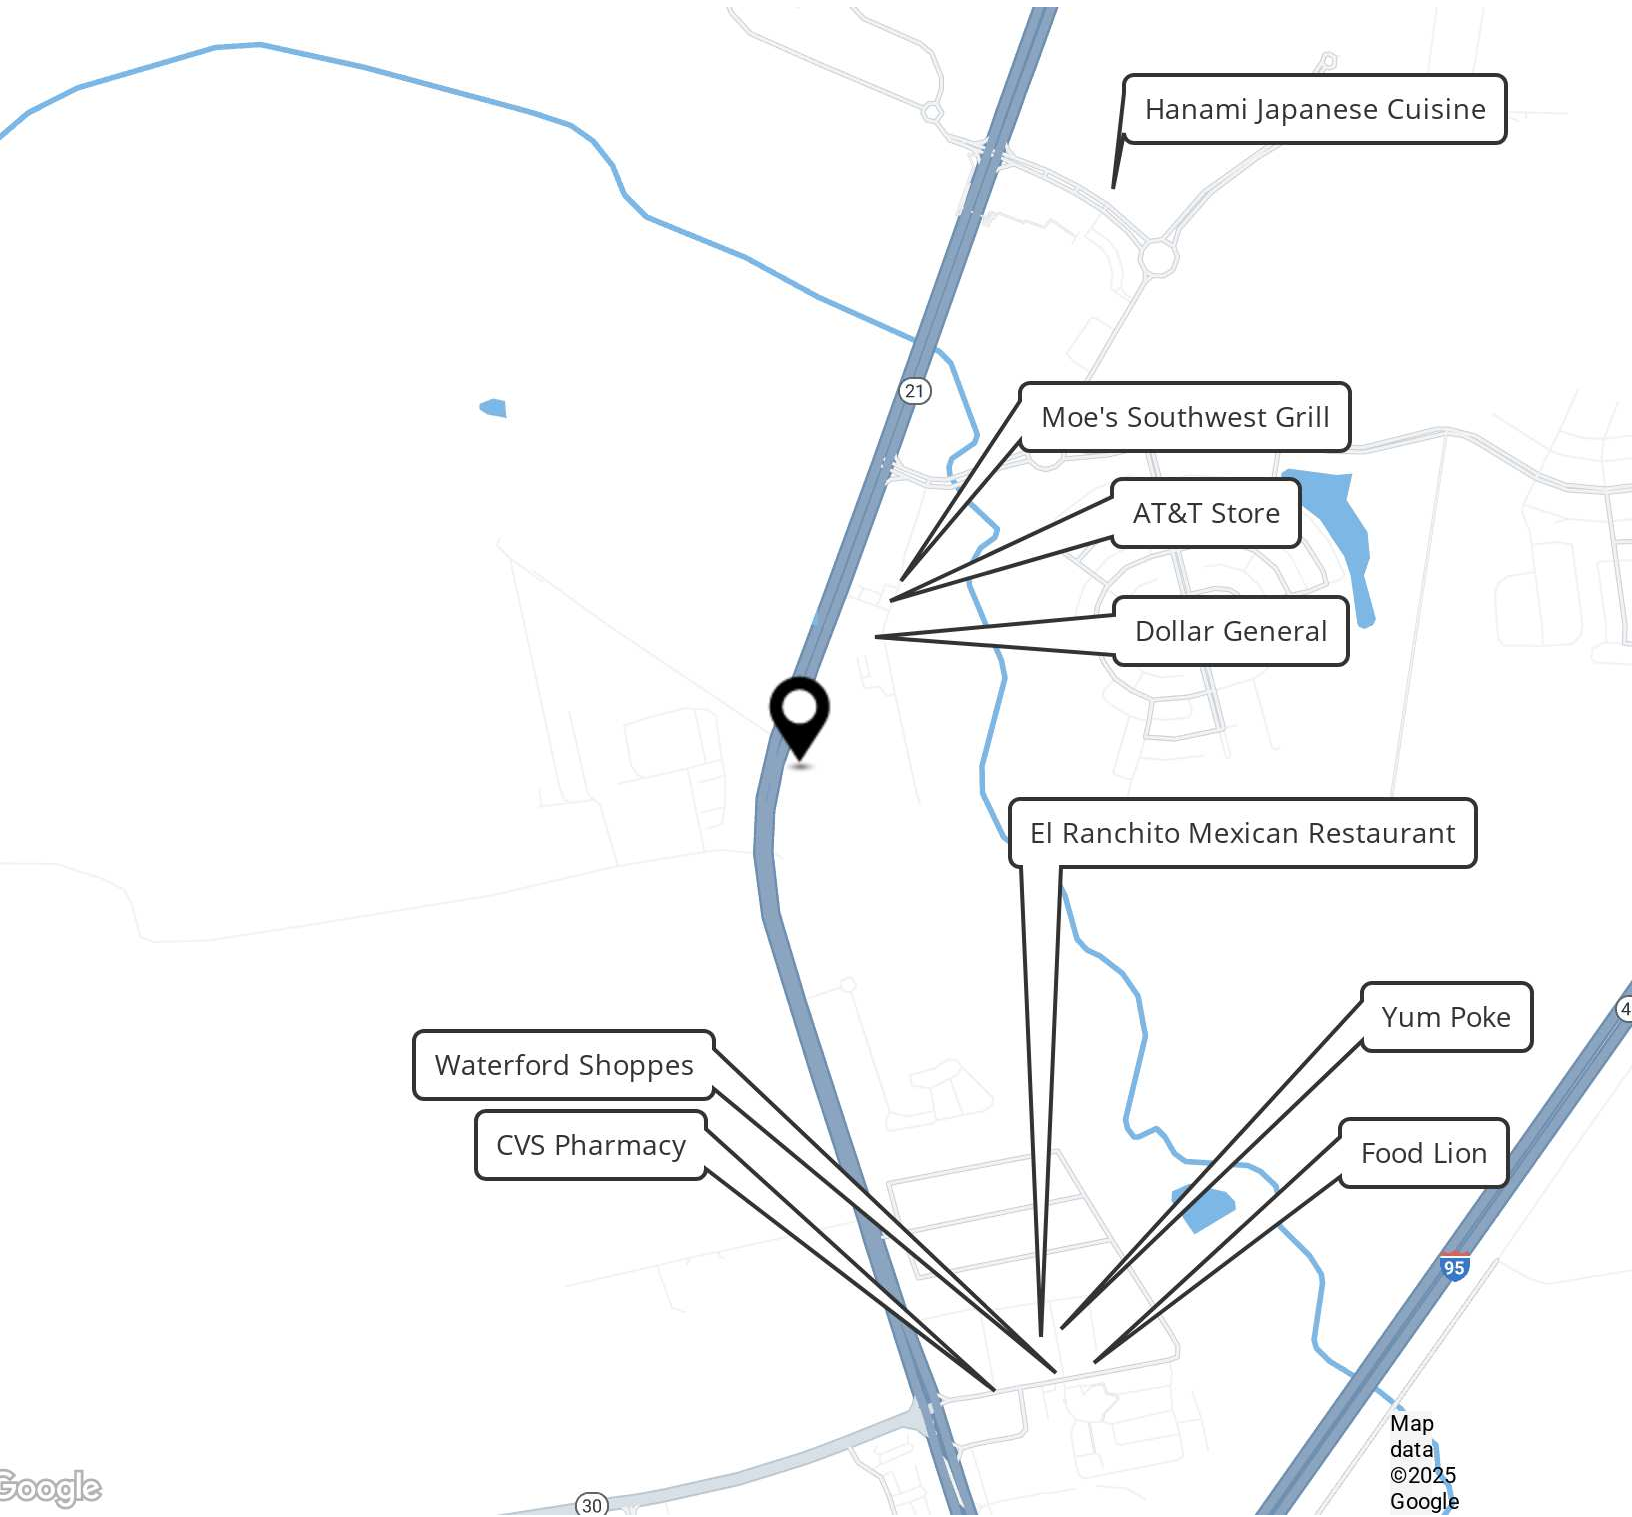 Hanami Japanese Cuisine
21
Moe's Southwest Grill
AT&T Store
Dollar General
El Ranchito Mexican Restaurant
Yum Poke
4
Waterford Shoppes
CVS Pharmacy
Food Lion
95
Map
data
©2025
Google
Google
30